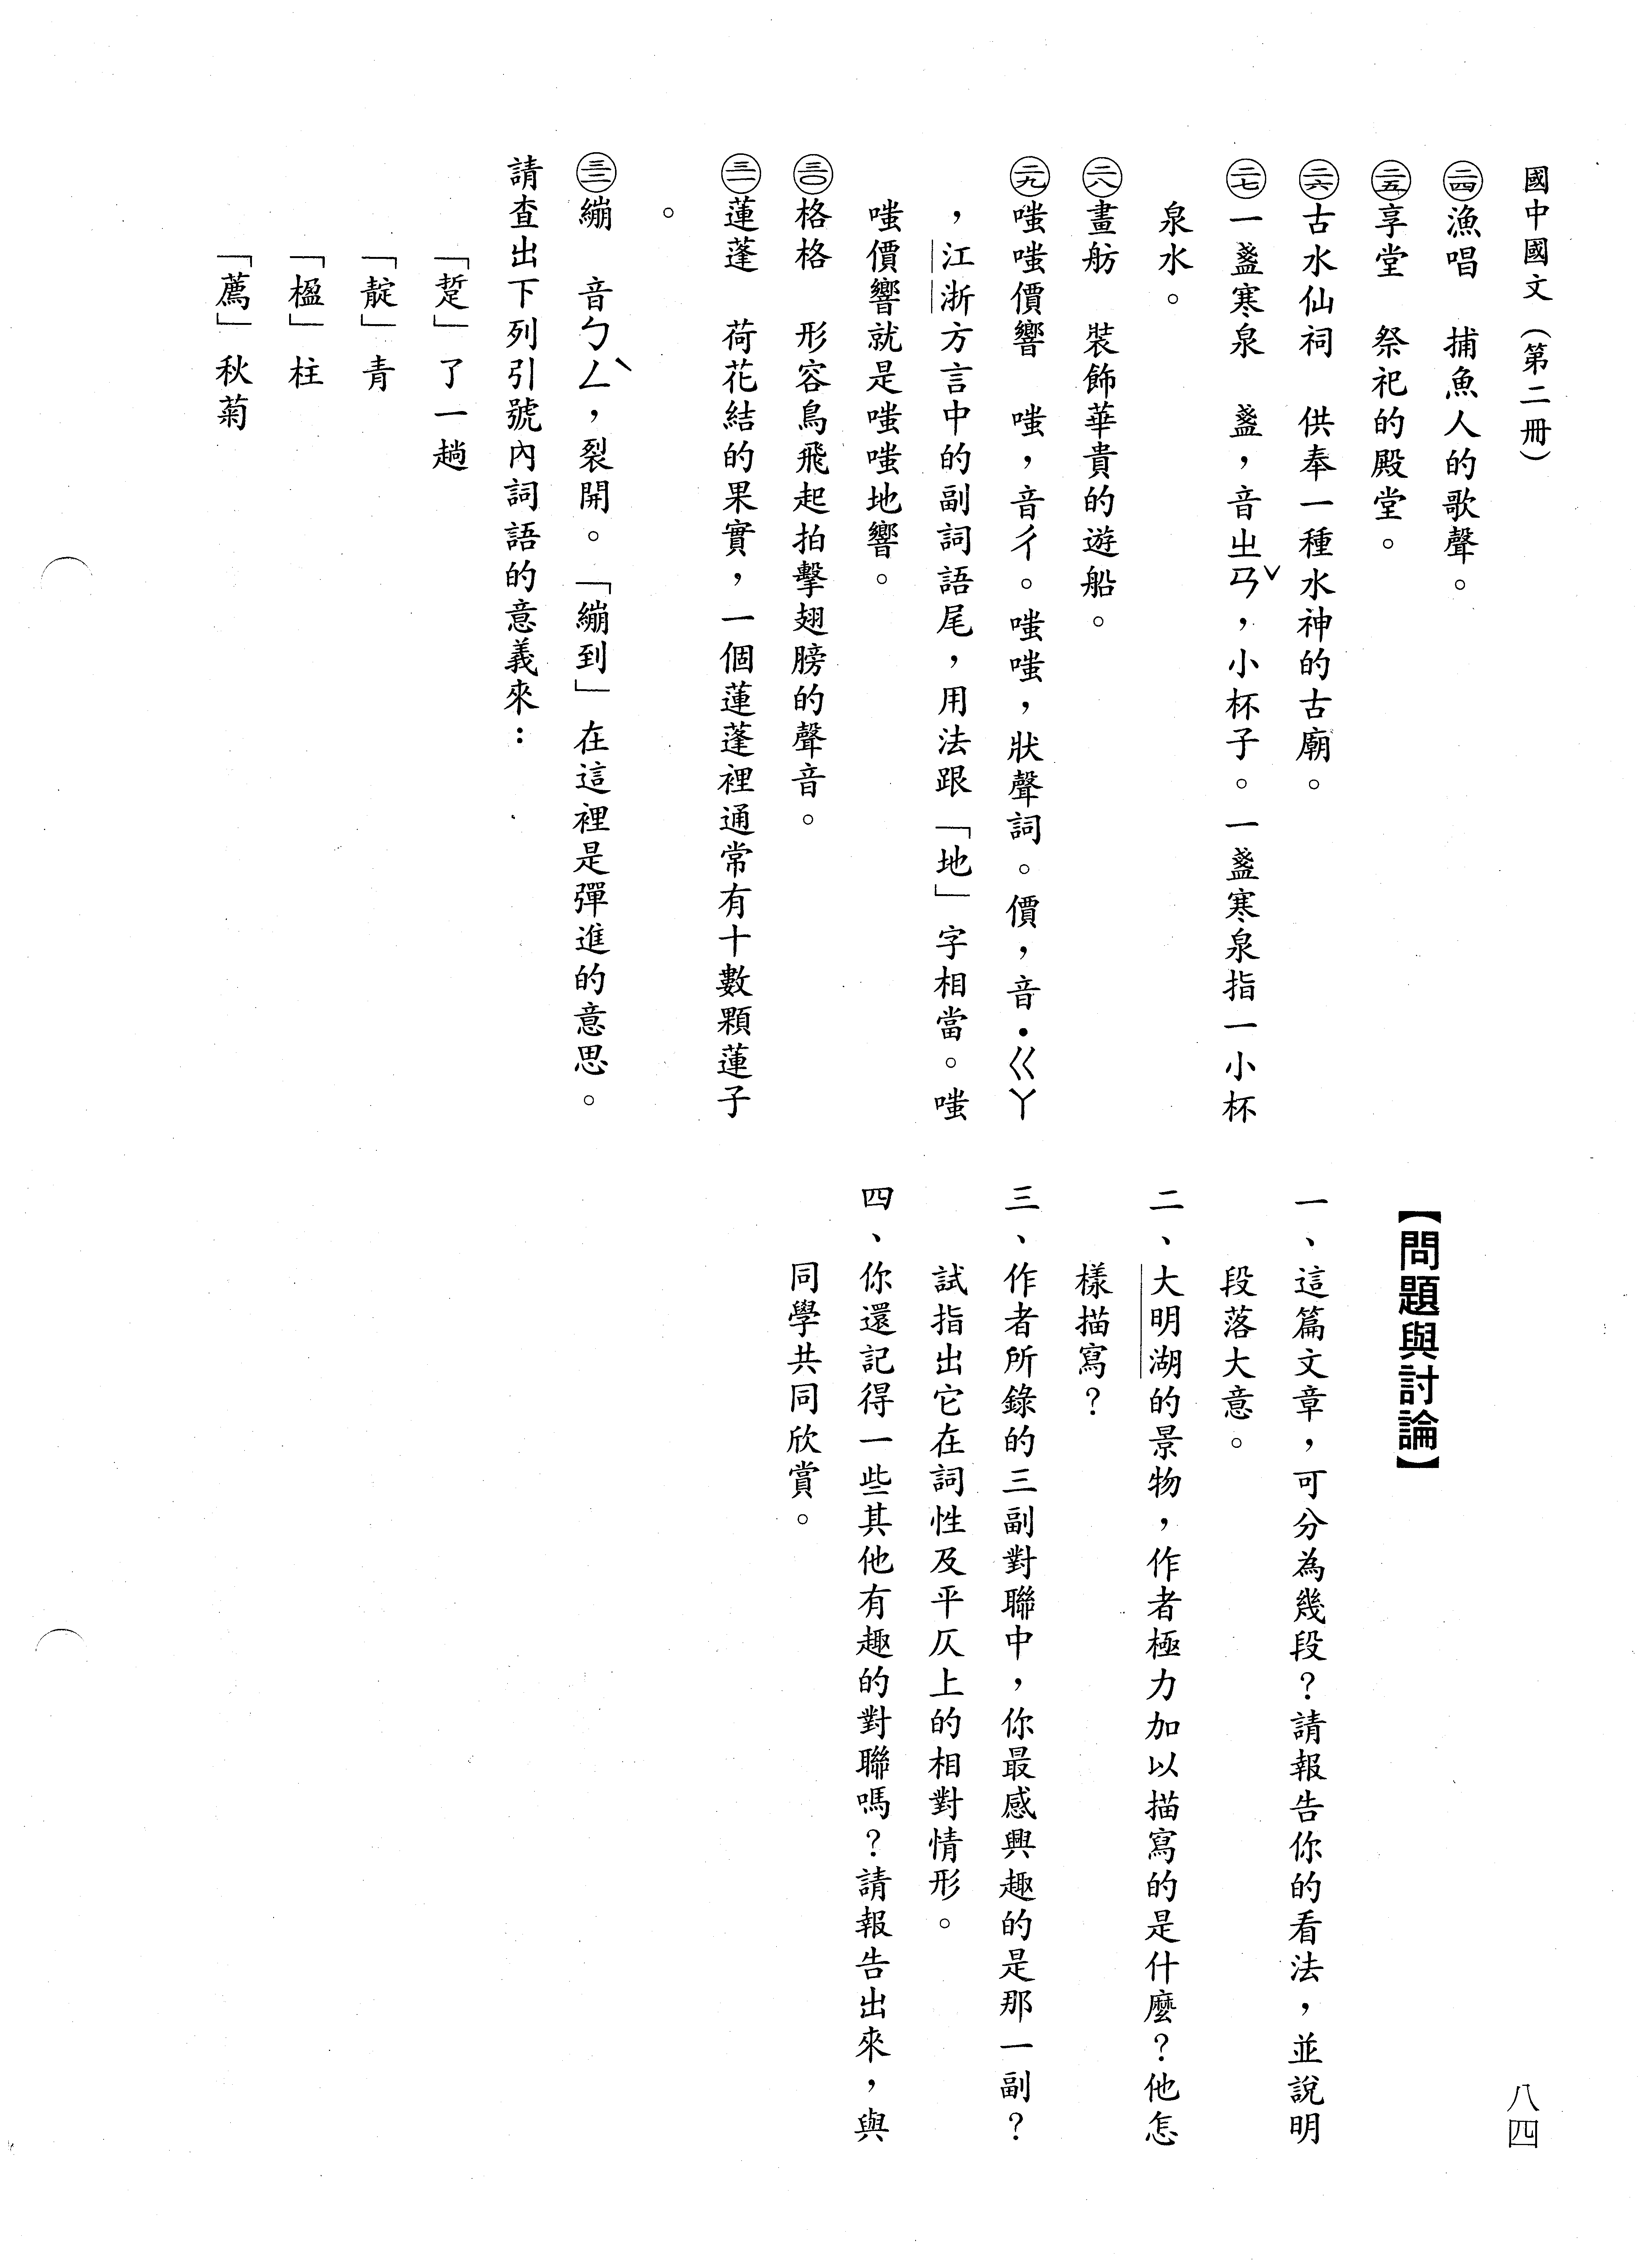 國中國文（第二冊）
㉔漁唱　捕魚人的歌聲。
㉕享堂　祭祀的殿堂。
㉖古水仙祠　供奉一種水神的古廟。
㉗一盞寒泉　盞，音ㄓㄢˇ，小杯子。一盞寒泉指一小杯
泉水。
㉘畫舫　裝飾華貴的遊船。
㉙嗤嗤價響　嗤，音ㄔ。嗤嗤，狀聲詞。價，音˙ㄍㄚ
，江浙方言中的副詞語尾，用法跟「地」字相當。嗤
嗤價響就是嗤嗤地響。
㉚格格　形容鳥飛起拍擊翅膀的聲音。
㉛蓮蓬　荷花結的果實，一個蓮蓬裡通常有十數顆蓮子
。
㉜繃　音ㄅㄥˋ，裂開。「繃到」在這裡是彈進的意思。
請查出下列引號內詞語的意義來：
「踅」了一趟
「靛」青
「楹」柱
「薦」秋菊
【問題與討論】
一、這篇文章，可分為幾段？請報告你的看法，並說明
段落大意。
二、大明湖的景物，作者極力加以描寫的是什麼？他怎
樣描寫？
三、作者所錄的三副對聯中，你最感興趣的是那一副？
試指出它在詞性及平仄上的相對情形。
四、你還記得一些其他有趣的對聯嗎？請報告出來，與
同學共同欣賞。
八四